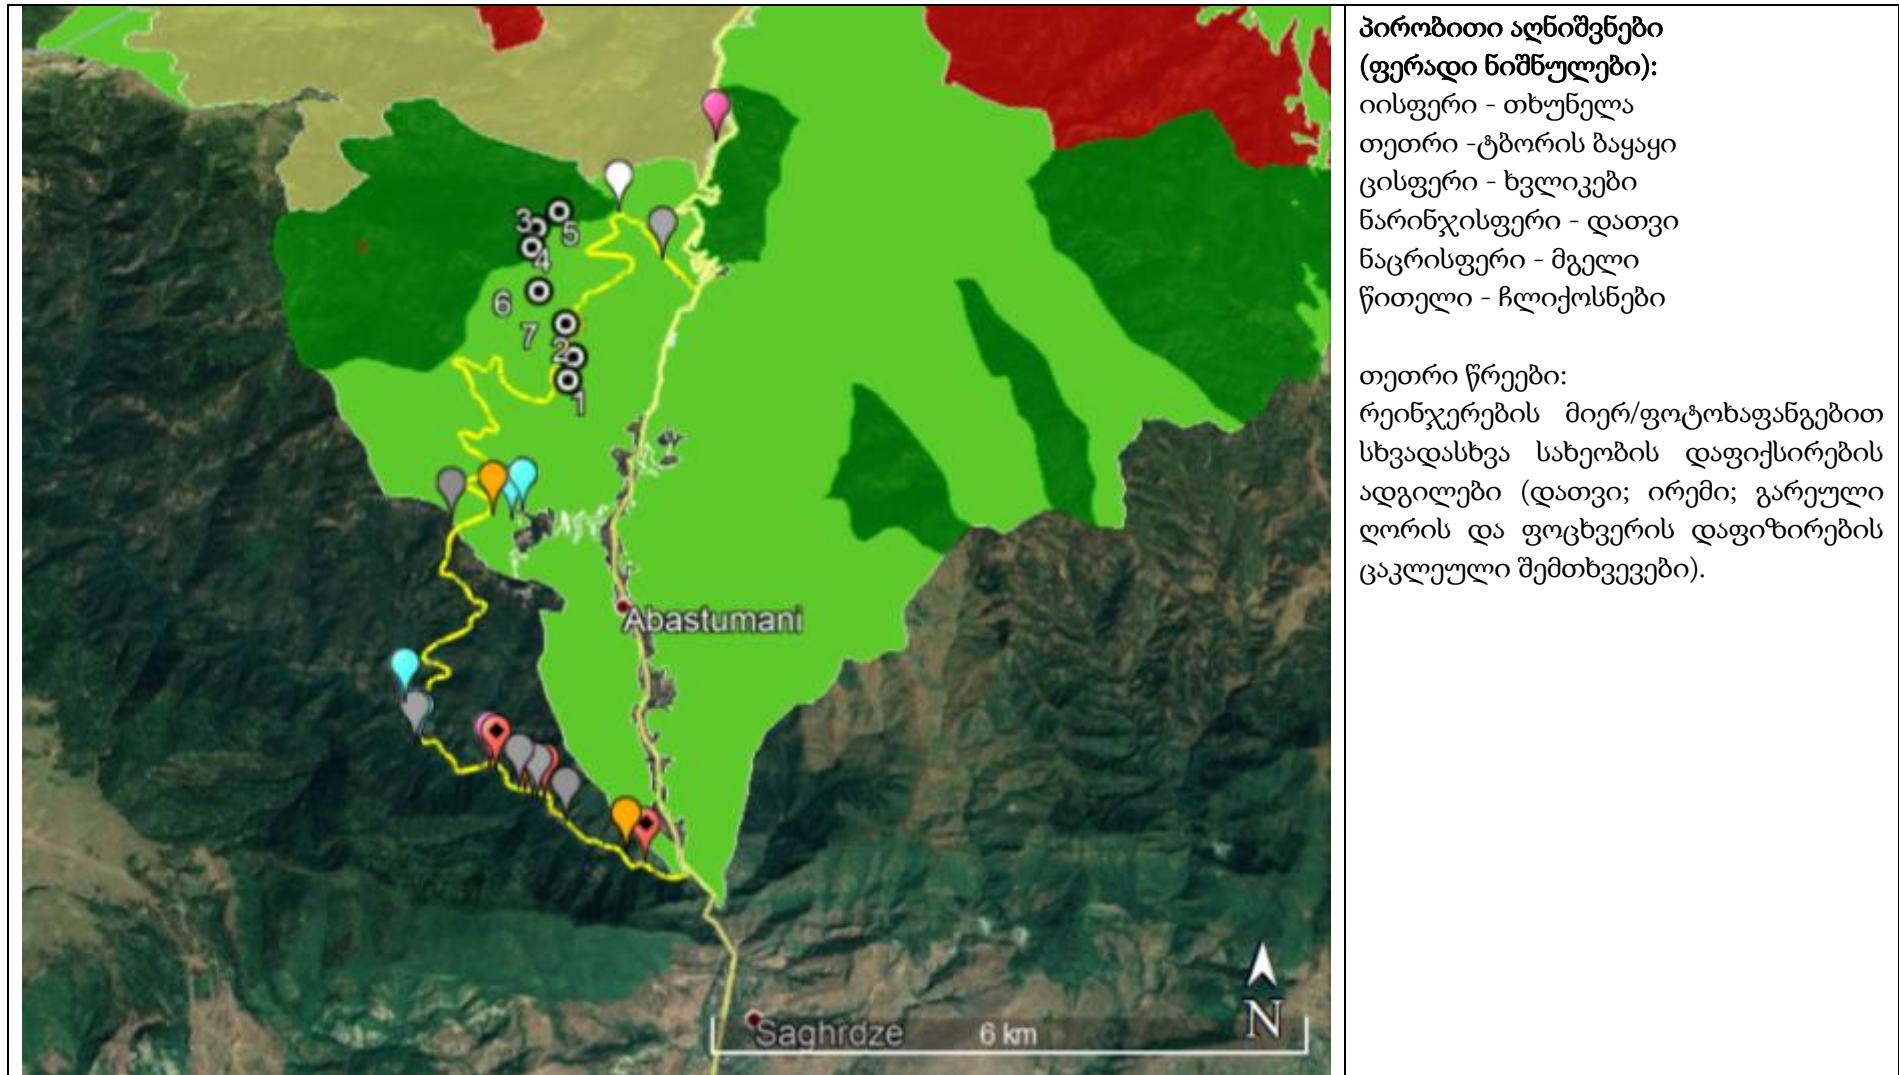 პირობითი აღნიშვნები
(ფერადი ნიშნულები):
იისფერი - თხუნელა
თეთრი -ტბორის ბაყაყი
ცისფერი - ხვლიკები
ნარინჯისფერი - დათვი
ნაცრისფერი - მგელი
წითელი - ჩლიქოსნები
თეთრი წრეები:
რეინჯერების მიერ/ფოტოხაფანგებით
სხვადასხვა სახეობის დაფიქსირების
ადგილები (დათვი; ირემი; გარეული
ღორის და ფოცხვერის დაფიზირების
ცაკლეული შემთხვევები).
3
5
4
6
7
2
1
Abastumani
N
Saghrdze
6 km